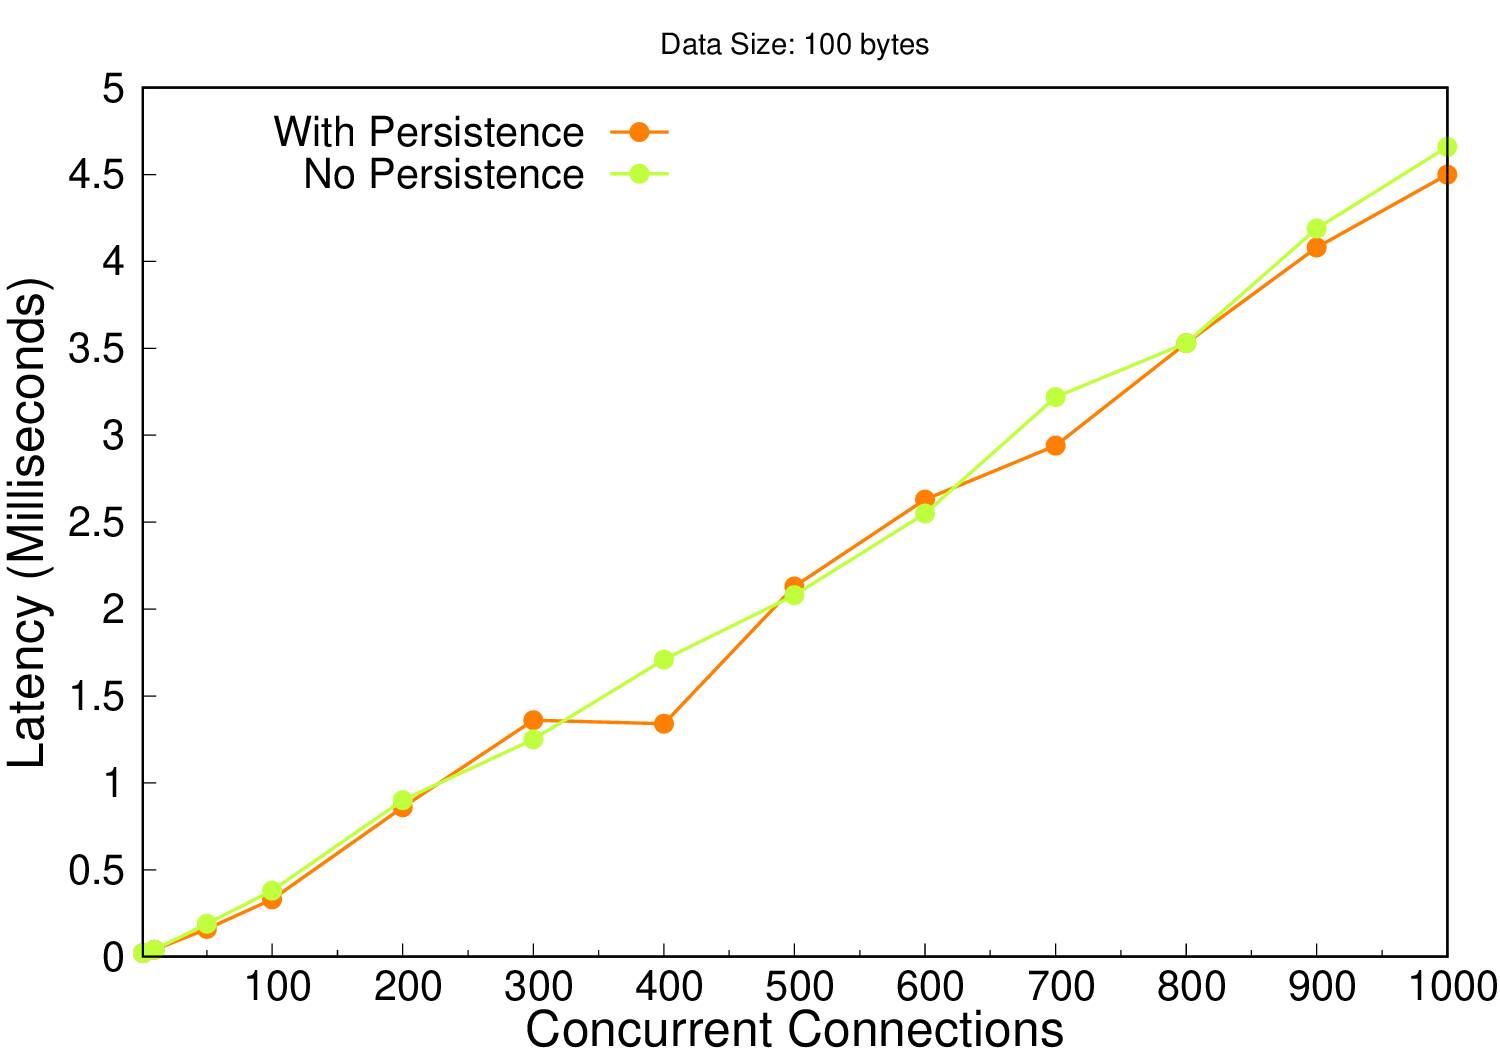 Data Size: 100 bytes
With Persistence
No Persistence
5
4.5
4
3.5
3
2.5
2
1.5
1
0.5
0
Latency (Milliseconds)
100 200 300 400 500 600 700 800 900 1000
Concurrent Connections